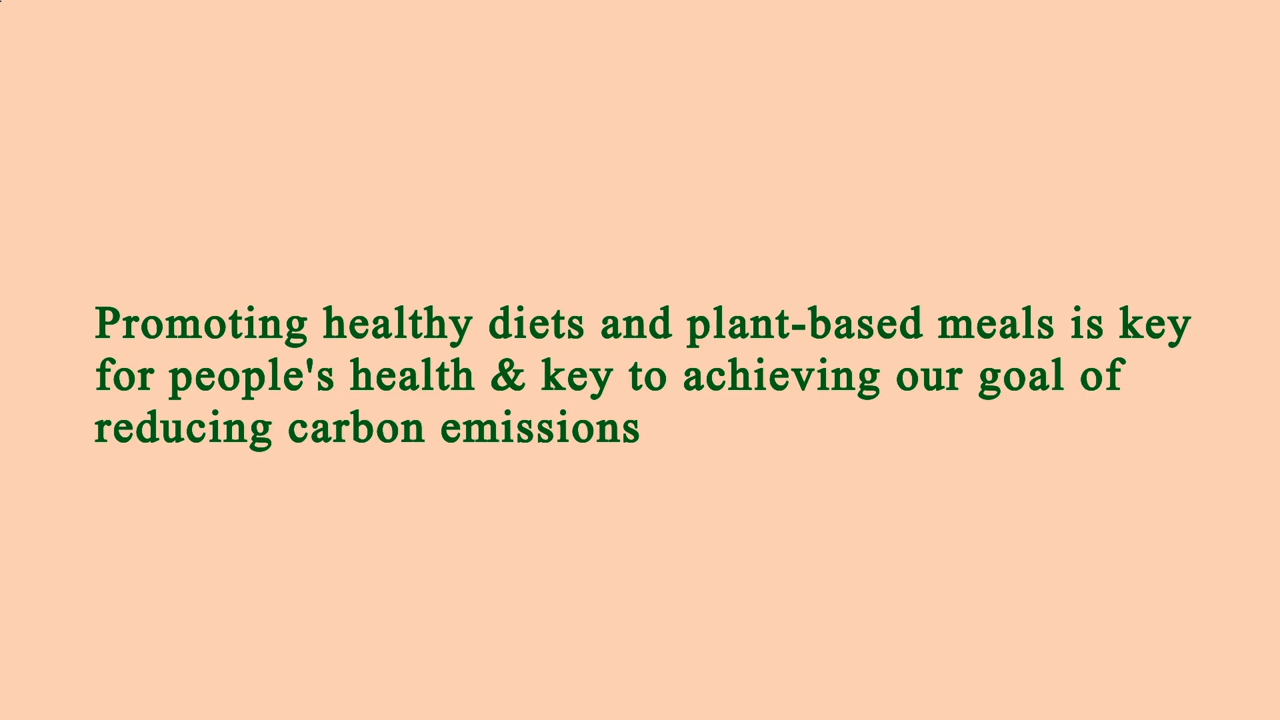 Promoting healthy diets and plant-based meals is key
for people's health & key to achieving our goal of
reducing carbon emissions